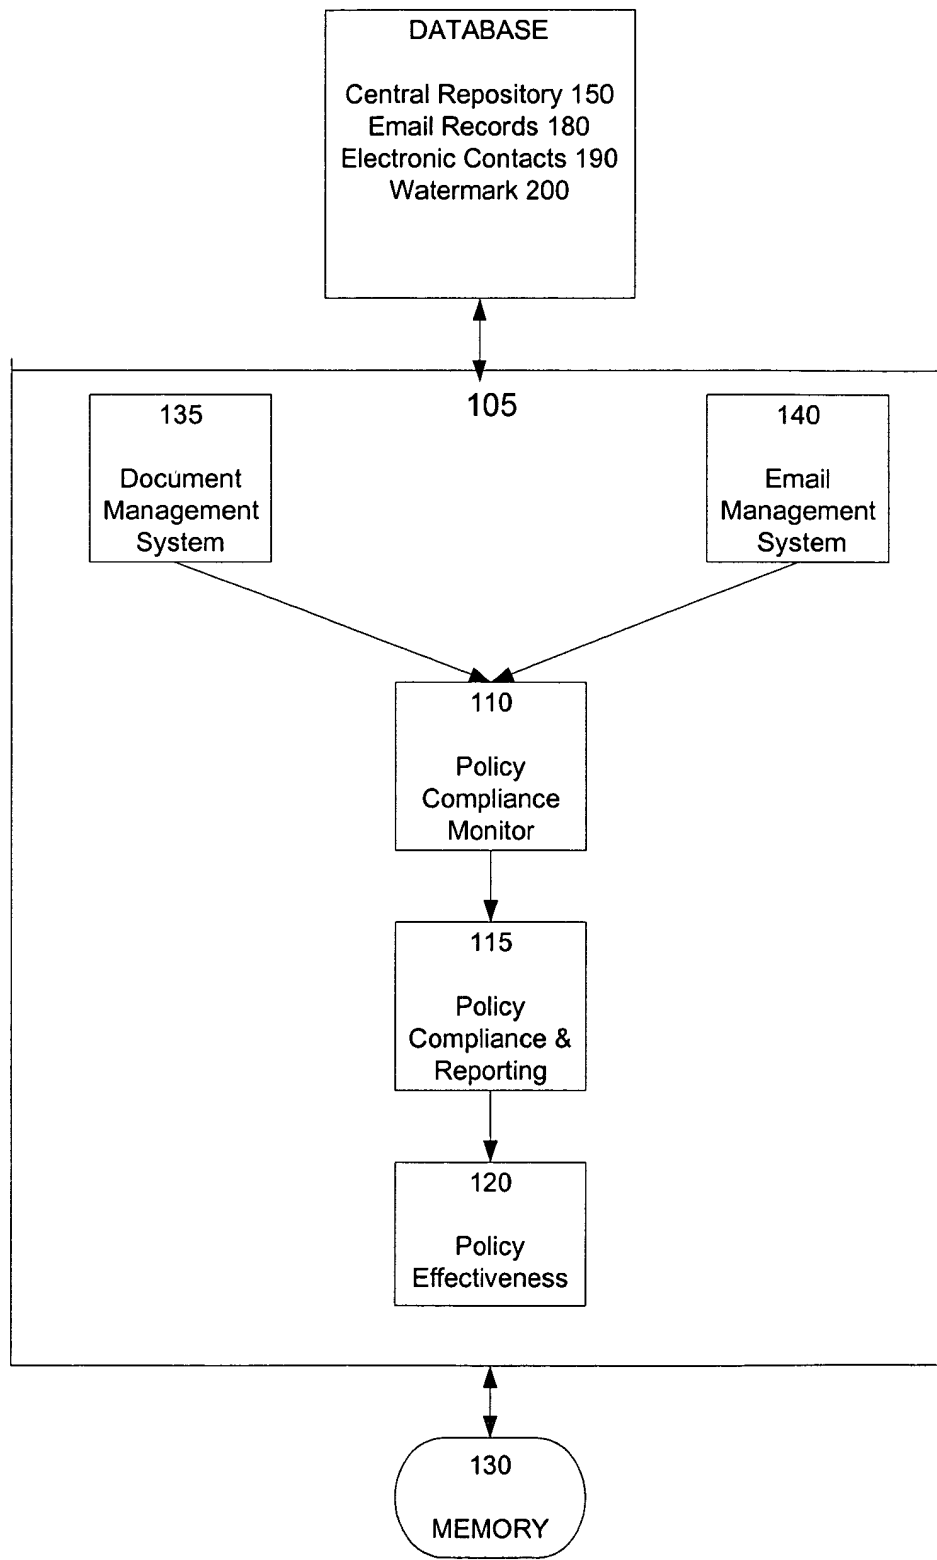 DATABASE
Central Repository 150
Email Records 180
Electronic Contacts 190
Watermark 200
105
135
Document
Management
System
140
Email
Management
System
110
Policy
Compliance
Monitor
115
Policy
Compliance &
Reporting
120
Policy
Effectiveness
130
MEMORY